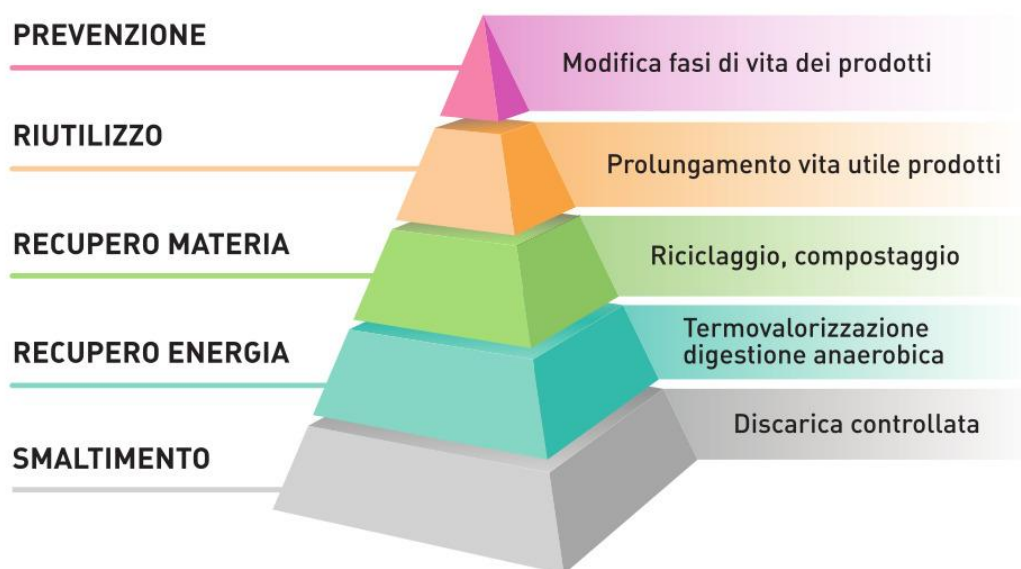 PREVENZIONE
Modifica fasi di vita dei prodotti
RIUTILIZZO
Prolungamento vita utile prodotti
RECUPERO MATERIA
Riciclaggio, compostaggio
RECUPERO ENERGIA
Termovalorizzazione
digestione anaerobica
SMALTIMENTO
Discarica controllata